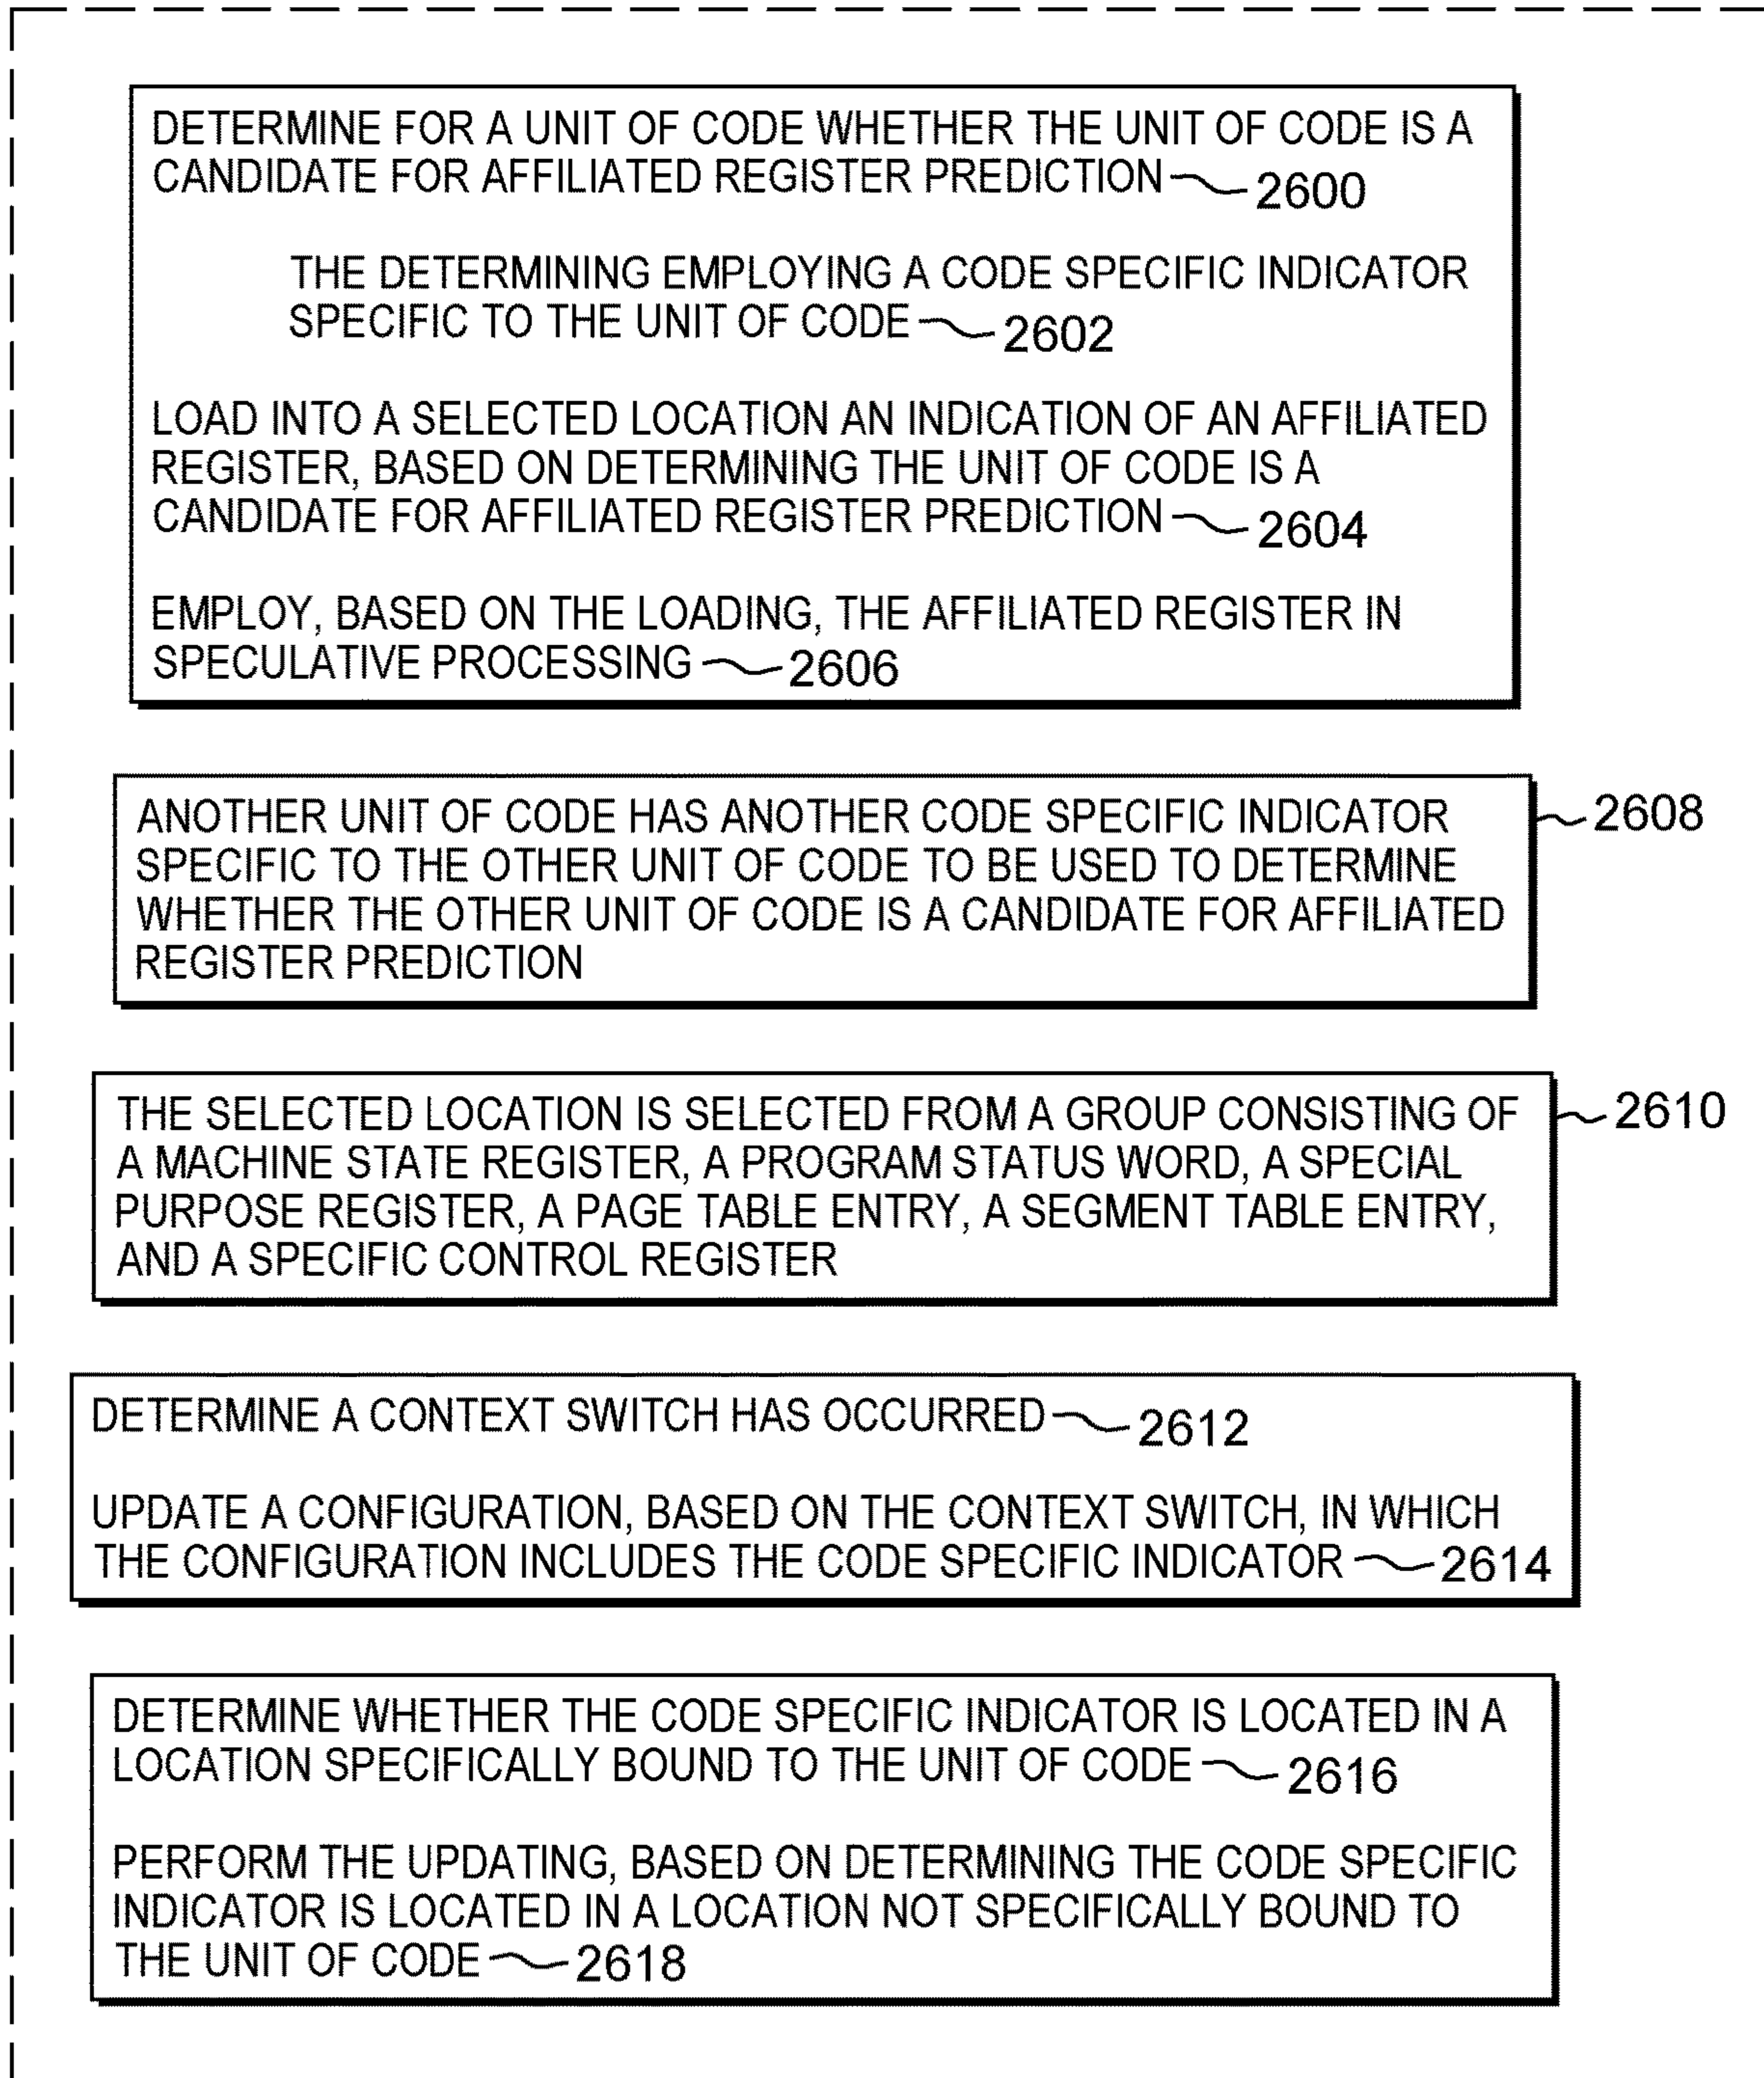 DETERMINE FOR A UNIT OF CODE WHETHER THE UNIT OF CODE IS A
CANDIDATE FOR AFFILIATED REGISTER PREDICTION 2600
THE DETERMINING EMPLOYING A CODE SPECIFIC INDICATOR
SPECIFIC TO THE UNIT OF CODE 2602
LOAD INTO A SELECTED LOCATION AN INDICATION OF AN AFFILIATED
REGISTER, BASED ON DETERMINING THE UNIT OF CODE IS A
CANDIDATE FOR AFFILIATED REGISTER PREDICTION 2604
EMPLOY, BASED ON THE LOADING, THE AFFILIATED REGISTER IN
SPECULATIVE PROCESSING 2606
ANOTHER UNIT OF CODE HAS ANOTHER CODE SPECIFIC INDICATOR 2608
SPECIFIC TO THE OTHER UNIT OF CODE TO BE USED TO DETERMINE
WHETHER THE OTHER UNIT OF CODE IS A CANDIDATE FOR AFFILIATED
REGISTER PREDICTION
THE SELECTED LOCATION IS SELECTED FROM A GROUP CONSISTING OF 2610
A MACHINE STATE REGISTER, A PROGRAM STATUS WORD, A SPECIAL
PURPOSE REGISTER, A PAGE TABLE ENTRY, A SEGMENT TABLE ENTRY,
AND A SPECIFIC CONTROL REGISTER
DETERMINE A CONTEXT SWITCH HAS OCCURRED 2612
UPDATE A CONFIGURATION, BASED ON THE CONTEXT SWITCH, IN WHICH
THE CONFIGURATION INCLUDES THE CODE SPECIFIC INDICATOR 2614
DETERMINE WHETHER THE CODE SPECIFIC INDICATOR IS LOCATED IN A
LOCATION SPECIFICALLY BOUND TO THE UNIT OF CODE 2616
PERFORM THE UPDATING, BASED ON DETERMINING THE CODE SPECIFIC
INDICATOR IS LOCATED IN A LOCATION NOT SPECIFICALLY BOUND TO
THE UNIT OF CODE 2618